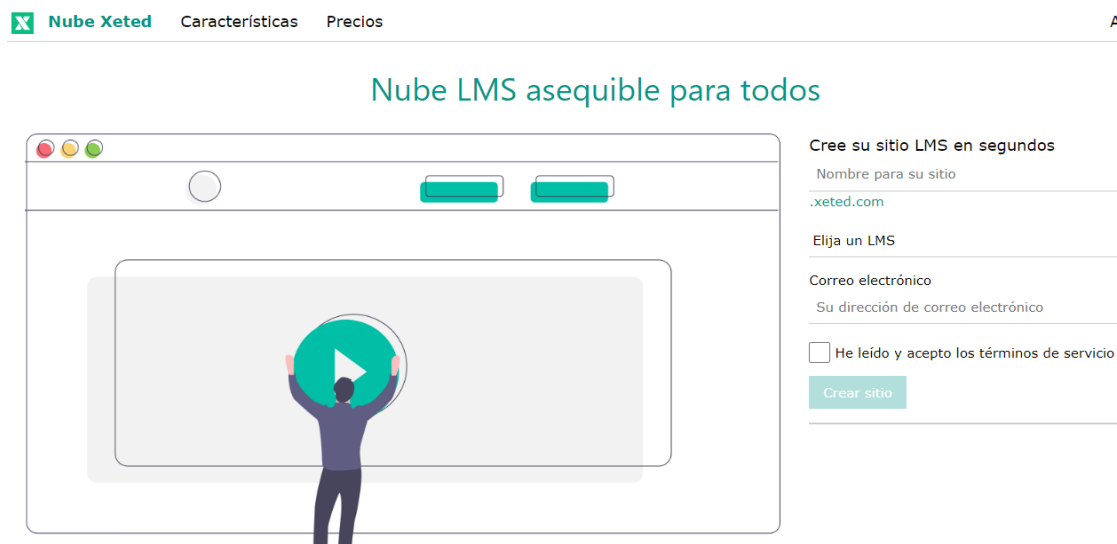 Nube Xeted Características Precios
Nube LMS asequible para todos
Cree su sitio LMS en segundos
Nombre para su sitio
.xeted.com
Elija un LMS
Correo electrónico
Su dirección de correo electrónico
He leído y acepto los términos de servicio
Crear sitio